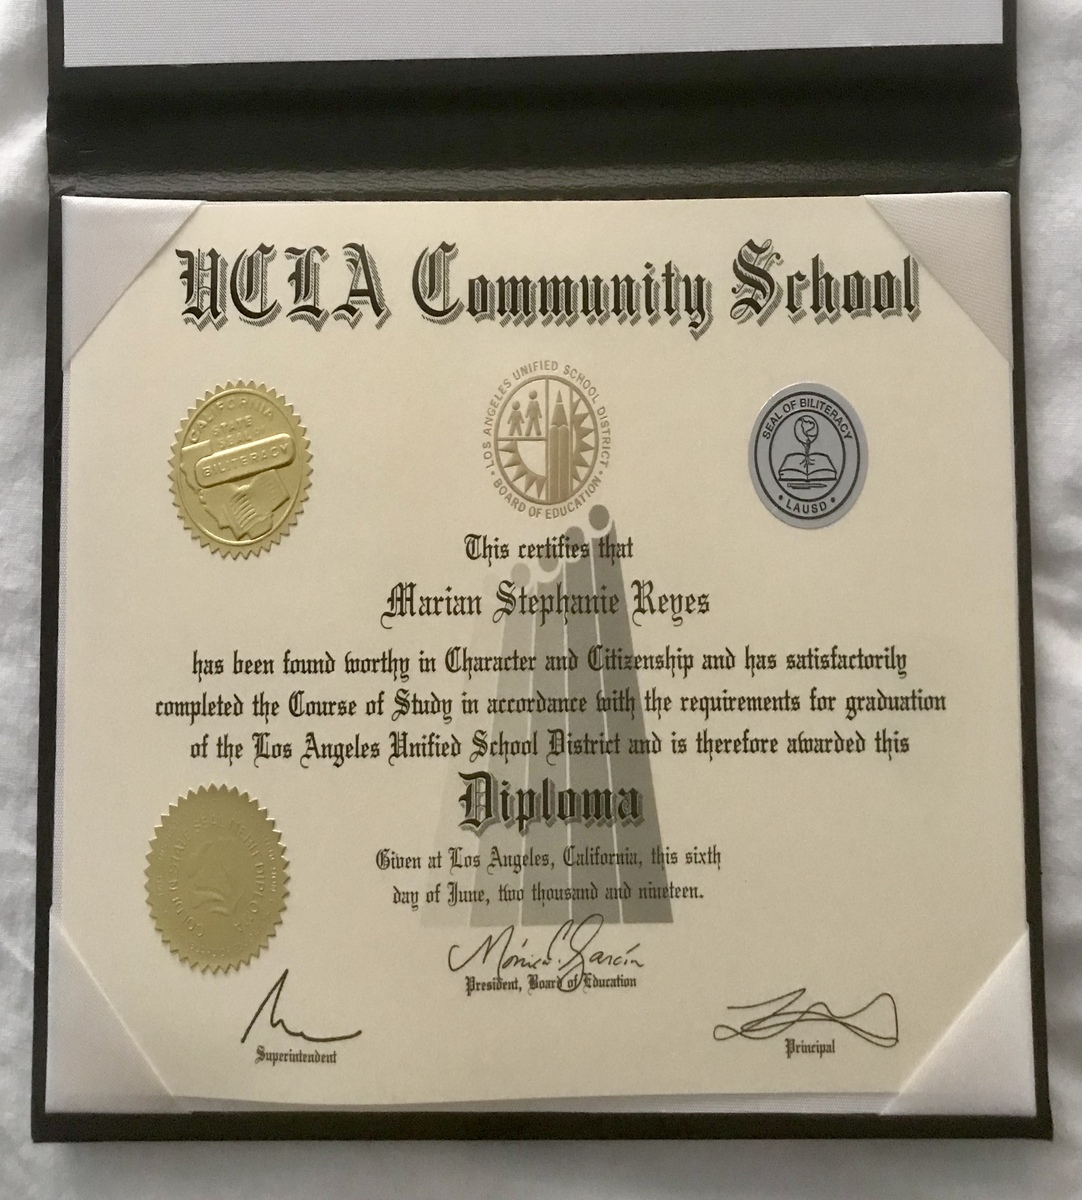 UCLA Community School
CALIFORNIA
STATE
SEAL OF
BILITERACY
LOS ANGELES UNIFIED SCHOOL DISTRICT
BOARD OF EDUCATION
SEAL OF BILITERACY
LAUSD
This certifies that
Marian Stephanie Reyes
has been found worthy in Character and Citizenship and has satisfactorily
completed the Course of Study in accordance with the requirements for graduation
of the Los Angeles Unified School District and is therefore awarded this
Diploma
Given at Los Angeles, California, this sixth
day of June, two thousand and nineteen.
STATE SEAL MERIT DIPLOMA
Mónica García
President, Board of Education
Superintendent
Principal